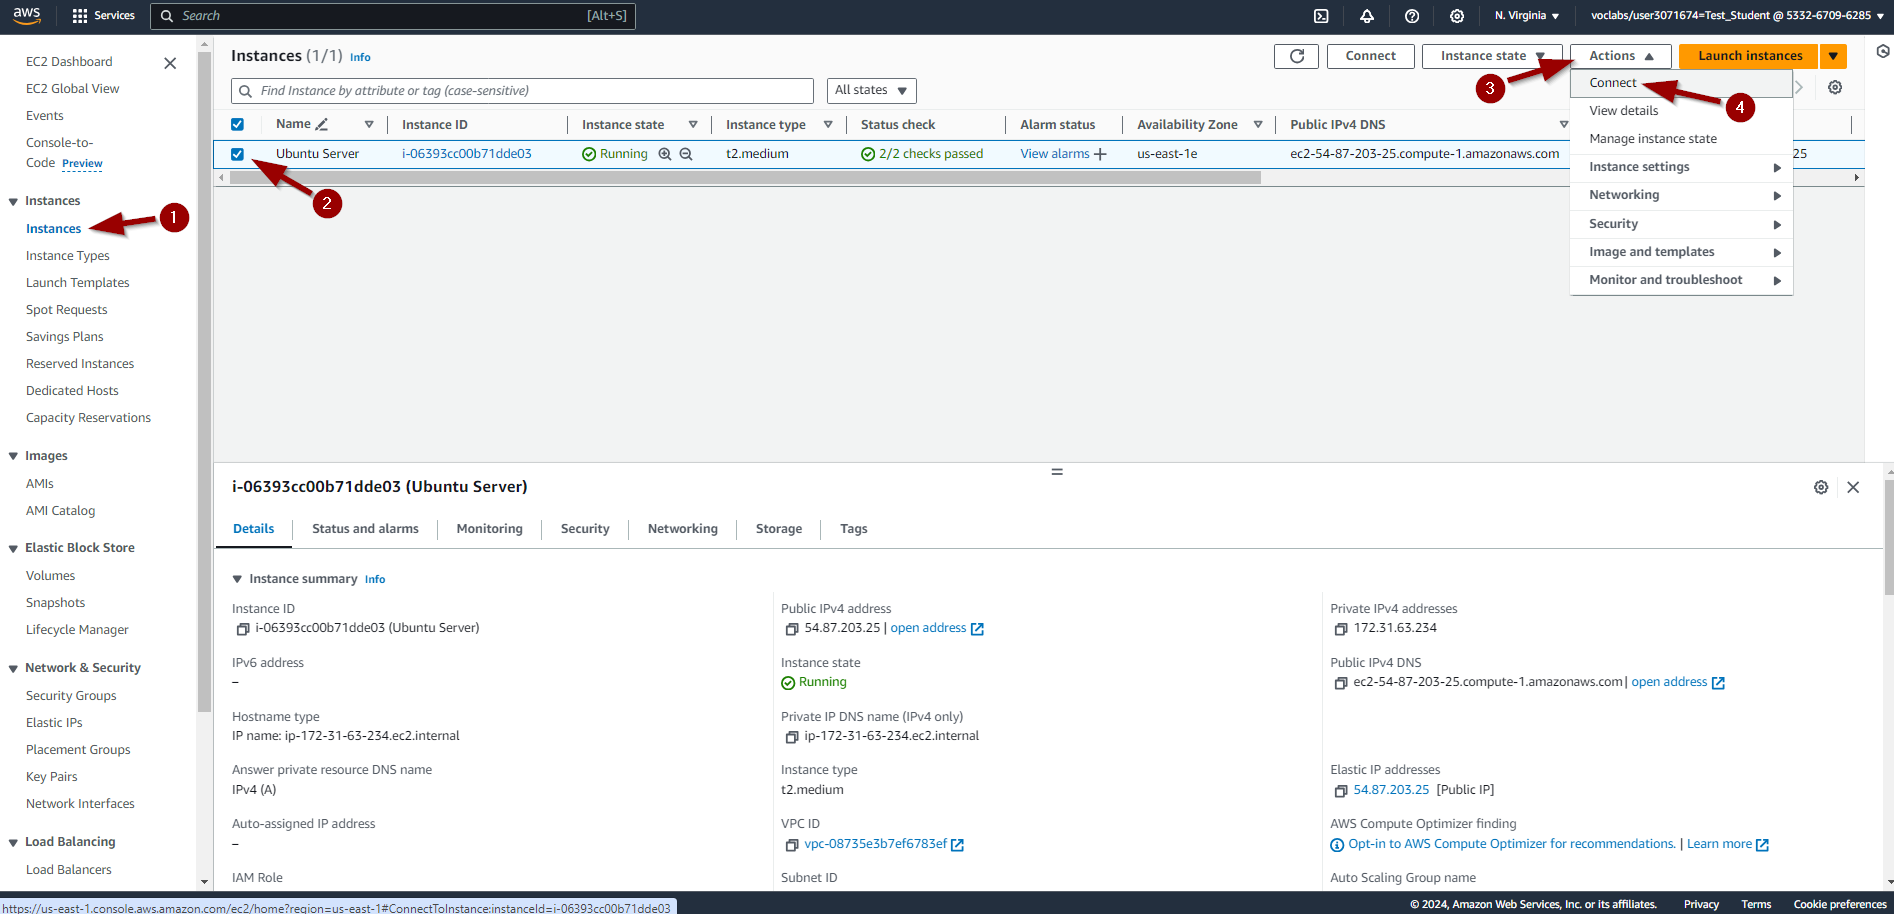 aws
Services
Search
[Alt+S]
N. Virginia
voclabs/user3071674=Test_Student @ 5332-6709-6285
EC2 Dashboard
EC2 Global View
Events
Console-to-
Code Preview
Instances
Instances
1
Instance Types
Launch Templates
Spot Requests
Savings Plans
Reserved Instances
Dedicated Hosts
Capacity Reservations
Images
AMIs
AMI Catalog
Elastic Block Store
Volumes
Snapshots
Lifecycle Manager
Network & Security
Security Groups
Elastic IPs
Placement Groups
Key Pairs
Network Interfaces
Load Balancing
Load Balancers
Instances (1/1) Info
Connect
Instance state
Actions
Launch instances
3
Find Instance by attribute or tag (case-sensitive)
All states
Connect
4
View details
Manage instance state
Instance settings
Networking
Security
Image and templates
Monitor and troubleshoot
Name
Instance ID
Instance state
Instance type
Status check
Alarm status
Availability Zone
Public IPv4 DNS
Ubuntu Server
i-06393cc00b71dde03
Running
t2.medium
2/2 checks passed
View alarms +
us-east-1e
ec2-54-87-203-25.compute-1.amazonaws.com
25
2
i-06393cc00b71dde03 (Ubuntu Server)
Details
Status and alarms
Monitoring
Security
Networking
Storage
Tags
Instance summary Info
Instance ID
i-06393cc00b71dde03 (Ubuntu Server)
Public IPv4 address
54.87.203.25 | open address
Private IPv4 addresses
172.31.63.234
IPv6 address
–
Instance state
Running
Public IPv4 DNS
ec2-54-87-203-25.compute-1.amazonaws.com | open address
Hostname type
IP name: ip-172-31-63-234.ec2.internal
Private IP DNS name (IPv4 only)
ip-172-31-63-234.ec2.internal
Answer private resource DNS name
IPv4 (A)
Instance type
t2.medium
Elastic IP addresses
54.87.203.25 [Public IP]
Auto-assigned IP address
–
VPC ID
vpc-08735e3b7ef6783ef
AWS Compute Optimizer finding
Opt-in to AWS Compute Optimizer for recommendations. | Learn more
IAM Role
Subnet ID
Auto Scaling Group name
https://us-east-1.console.aws.amazon.com/ec2/home?region=us-east-1#ConnectToInstance:instanceId=i-06393cc00b71dde03
© 2024, Amazon Web Services, Inc. or its affiliates.
Privacy
Terms
Cookie preferences